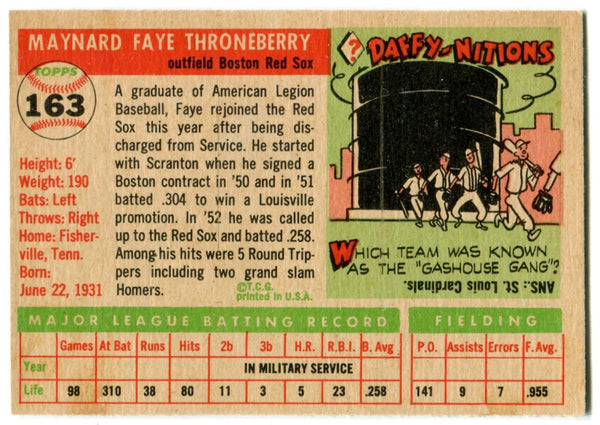 MAYNARD FAYE THRONEBERRY
outfield Boston Red Sox
TOPPS
163
Height: 6'
Weight: 190
Bats: Left
Throws: Right
Home: Fisher-
ville, Tenn.
Born:
June 22, 1931
A graduate of American Legion
Baseball, Faye rejoined the Red
Sox this year after being dis-
charged from Service. He started
with Scranton when he signed a
Boston contract in '50 and in '51
batted .304 to win a Louisville
promotion. In '52 he was called
up to the Red Sox and batted .258.
Among his hits were 5 Round Trip-
pers including two grand slam
Homers.
©T.C.G.
printed in U.S.A.
? DAFFY-NITIONS
WHICH TEAM WAS KNOWN
AS THE "GASHOUSE GANG"?
ANS.: St. Louis Cardinals.
MAJOR LEAGUE BATTING RECORD
FIELDING
Games At Bat Runs Hits 2b 3b H.R. R.B.I. B. Avg P.O. Assists Errors F. Avg.
Year IN MILITARY SERVICE
Life 98 310 38 80 11 3 5 23 .258 141 9 7 .955